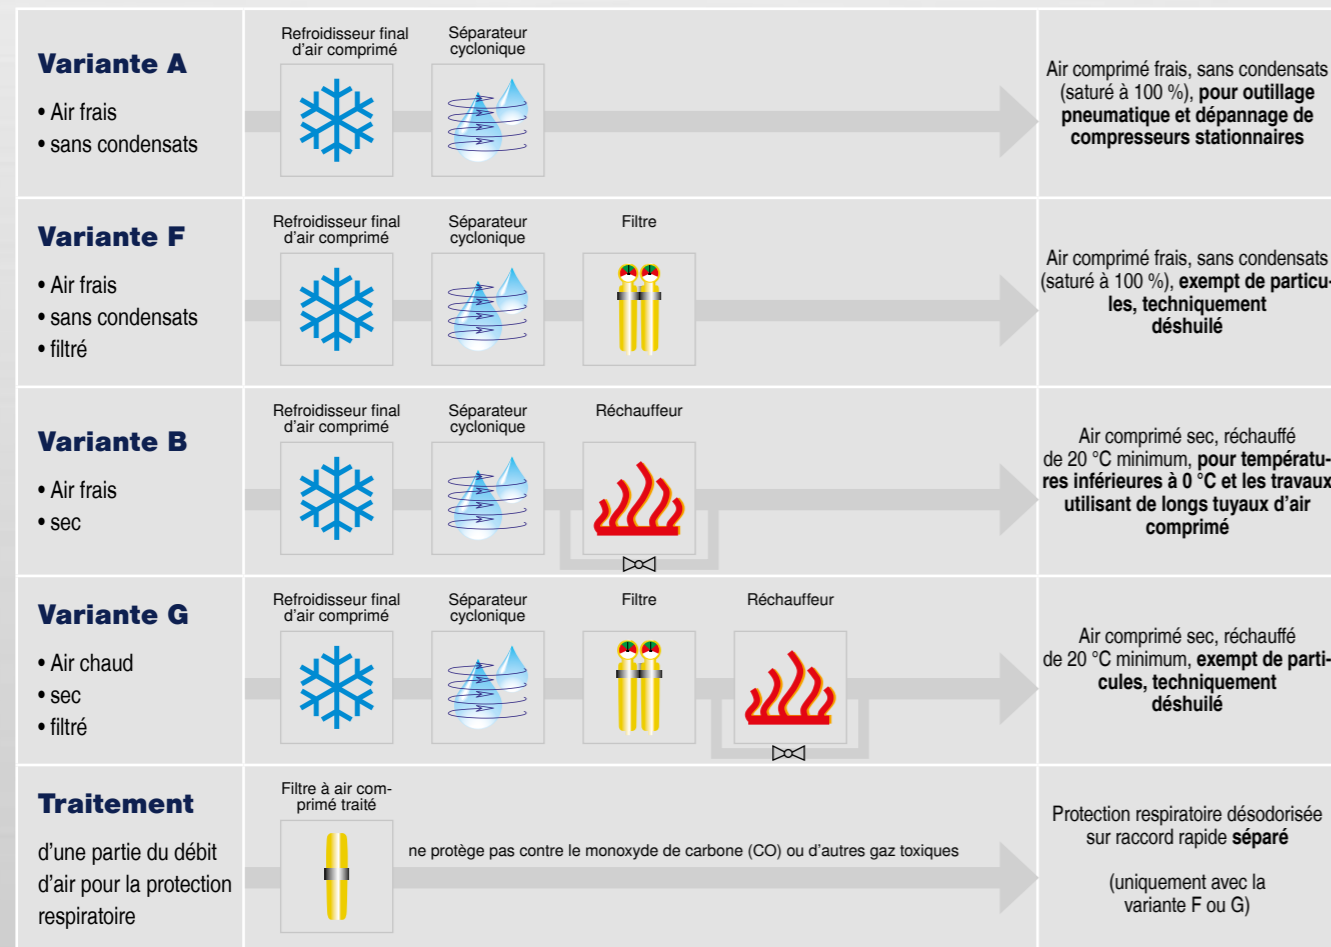 Variante A
• Air frais
• sans condensats
Refroidisseur final
d'air comprimé
Séparateur
cyclonique
Air comprimé frais, sans condensats
(saturé à 100 %), pour outillage
pneumatique et dépannage de
compresseurs stationnaires
Variante F
• Air frais
• sans condensats
• filtré
Refroidisseur final
d'air comprimé
Séparateur
cyclonique
Filtre
Air comprimé frais, sans condensats
(saturé à 100 %), exempt de particu-
les, techniquement
déshuilé
Variante B
• Air frais
• sec
Refroidisseur final
d'air comprimé
Séparateur
cyclonique
Réchauffeur
Air comprimé sec, réchauffé
de 20 °C minimum, pour températu-
res inférieures à 0 °C et les travaux
utilisant de longs tuyaux d'air
comprimé
Variante G
• Air chaud
• sec
• filtré
Refroidisseur final
d'air comprimé
Séparateur
cyclonique
Filtre
Réchauffeur
Air comprimé sec, réchauffé
de 20 °C minimum, exempt de parti-
cules, techniquement
déshuilé
Traitement
d'une partie du débit
d'air pour la protection
respiratoire
Filtre à air com-
primé traité
ne protège pas contre le monoxyde de carbone (CO) ou d'autres gaz toxiques
Protection respiratoire désodorisée
sur raccord rapide séparé
(uniquement avec la
variante F ou G)